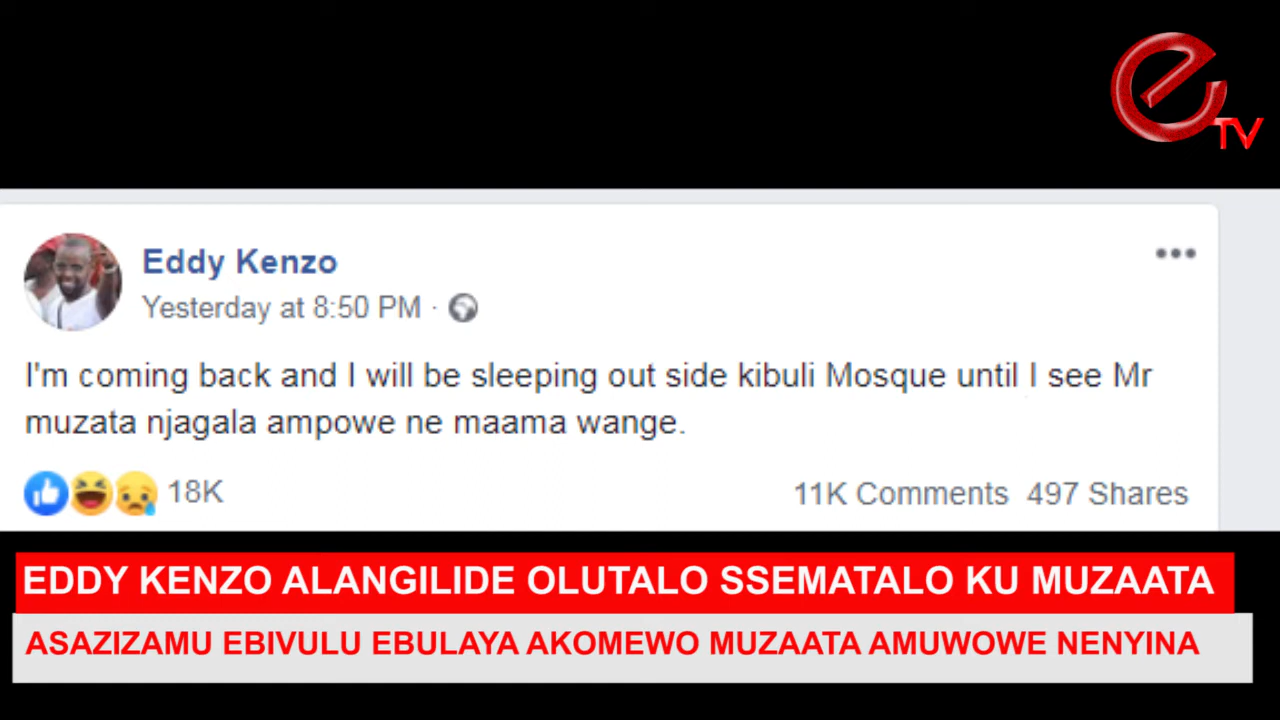 e TV
Eddy Kenzo
Yesterday at 8:50 PM ·
I'm coming back and I will be sleeping out side kibuli Mosque until I see Mr
muzata njagala ampowe ne maama wange.
18K
11K Comments 497 Shares
EDDY KENZO ALANGILIDE OLUTALO SSEMATALO KU MUZAATA
ASAZIZAMU EBIVULU EBULAYA AKOMEWO MUZAATA AMUWOWE NENYINA